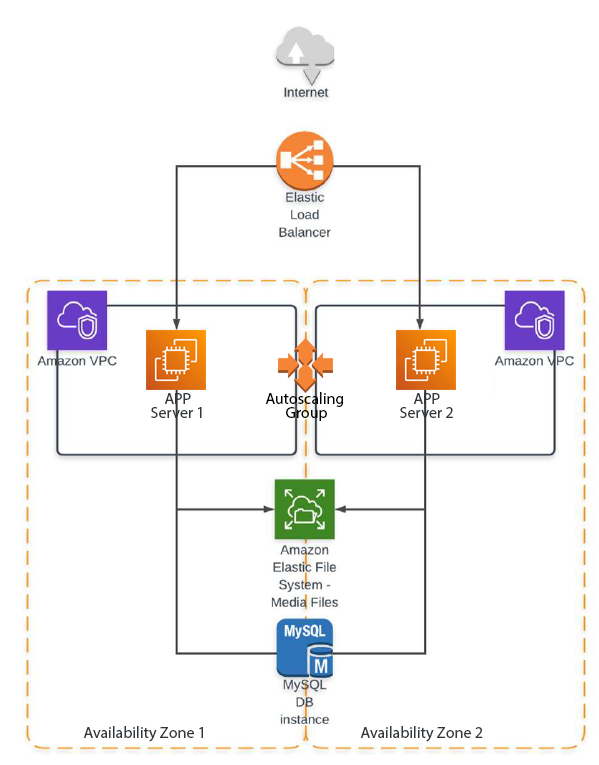 Internet
Elastic
Load
Balancer
Amazon VPC
Amazon VPC
APP
Server 1
Autoscaling
Group
APP
Server 2
Amazon
Elastic File
System -
Media Files
MySQL
M
MySQL
DB
instance
Availability Zone 1
Availability Zone 2